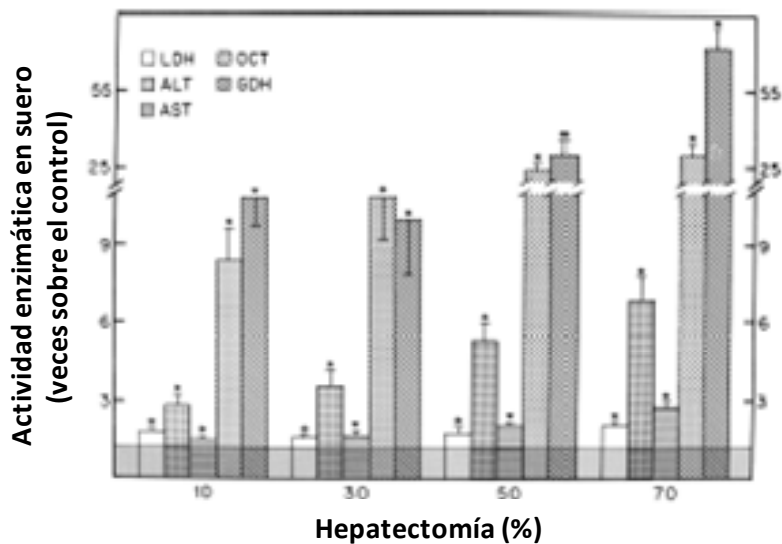 LDH OCT
ALT GDH
AST
Actividad enzimática en suero
(veces sobre el control)
55
25
9
6
3
55
25
9
6
3
10 30 50 70
Hepatectomía (%)